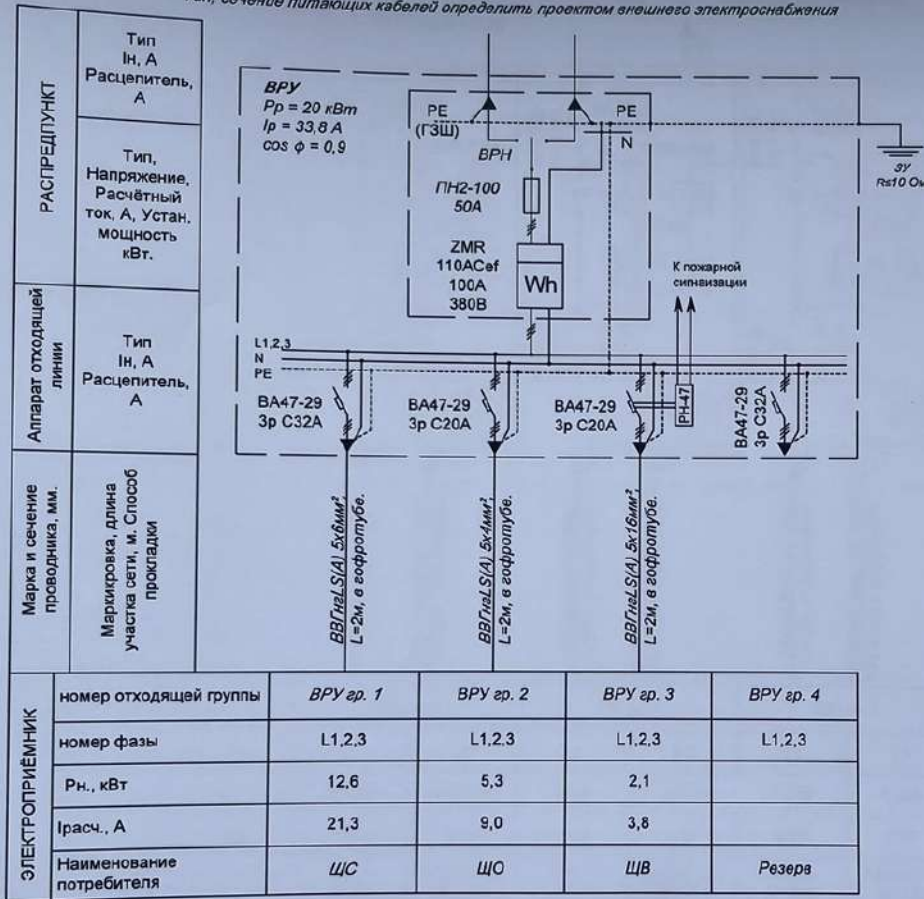 сечение питающих кабелей определить проектом внешнего электроснабжения
РАСПРЕДПУНКТ
Тип
Iн, А
Расцепитель,
А
Тип,
Напряжение,
Расчётный
ток, А, Устан.
мощность
кВт.
Аппарат отходящей
линии
Тип
Iн, А
Расцепитель,
А
Марка и сечение
проводника, мм.
Маркикровка, длина
участка сети, м. Способ
прокладки
ВРУ
Рр = 20 кВт
Iр = 33,8 А
cos ϕ = 0,9
PE
(ГЗШ)
PE
N
ВРН
ПН2-100
50А
ZMR
110ACef
100А
380В
Wh
ЗУ
R≤10 Ом
К пожарной
сигнаизации
L1,2,3
N
PE
ВА47-29
3р С32А
ВА47-29
3р С20А
ВА47-29
3р С20А
РН-47
ВА47-29
3р С32А
ВВГнгLS(А) 5х6мм²,
L=2м, в гофротубе.
ВВГнгLS(А) 5х4мм²,
L=2м, в гофротубе.
ВВГнгLS(А) 5х16мм²,
L=2м, в гофротубе.
ЭЛЕКТРОПРИЁМНИК
номер отходящей группы ВРУ гр. 1 ВРУ гр. 2 ВРУ гр. 3 ВРУ гр. 4
номер фазы L1,2,3 L1,2,3 L1,2,3 L1,2,3
Рн., кВт 12,6 5,3 2,1
Iрасч., А 21,3 9,0 3,8
Наименование
потребителя ЩС ЩО ЩВ Резерв